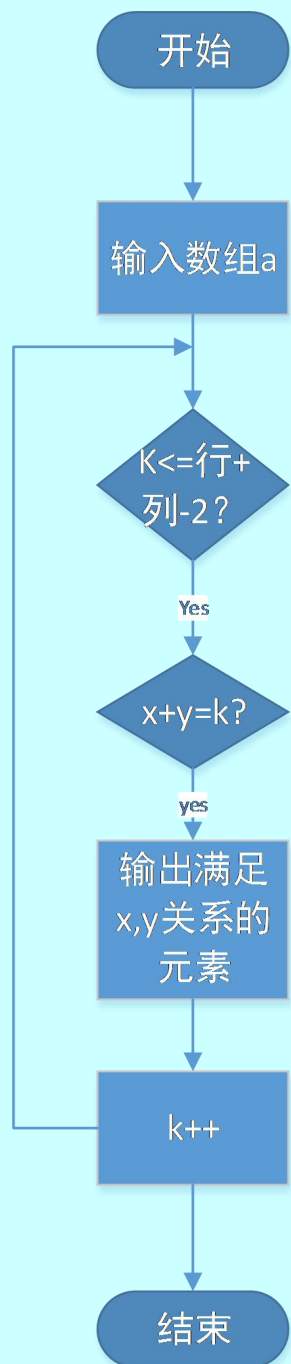 开始
输入数组a
K<=行+
列-2?
Yes
x+y=k?
yes
输出满足
x,y关系的
元素
k++
结束